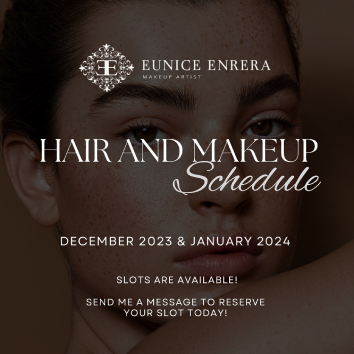 EE
EUNICE ENRERA
MAKEUP ARTIST
HAIR AND MAKEUP
Schedule
DECEMBER 2023 & JANUARY 2024
SLOTS ARE AVAILABLE!
SEND ME A MESSAGE TO RESERVE
YOUR SLOT TODAY!